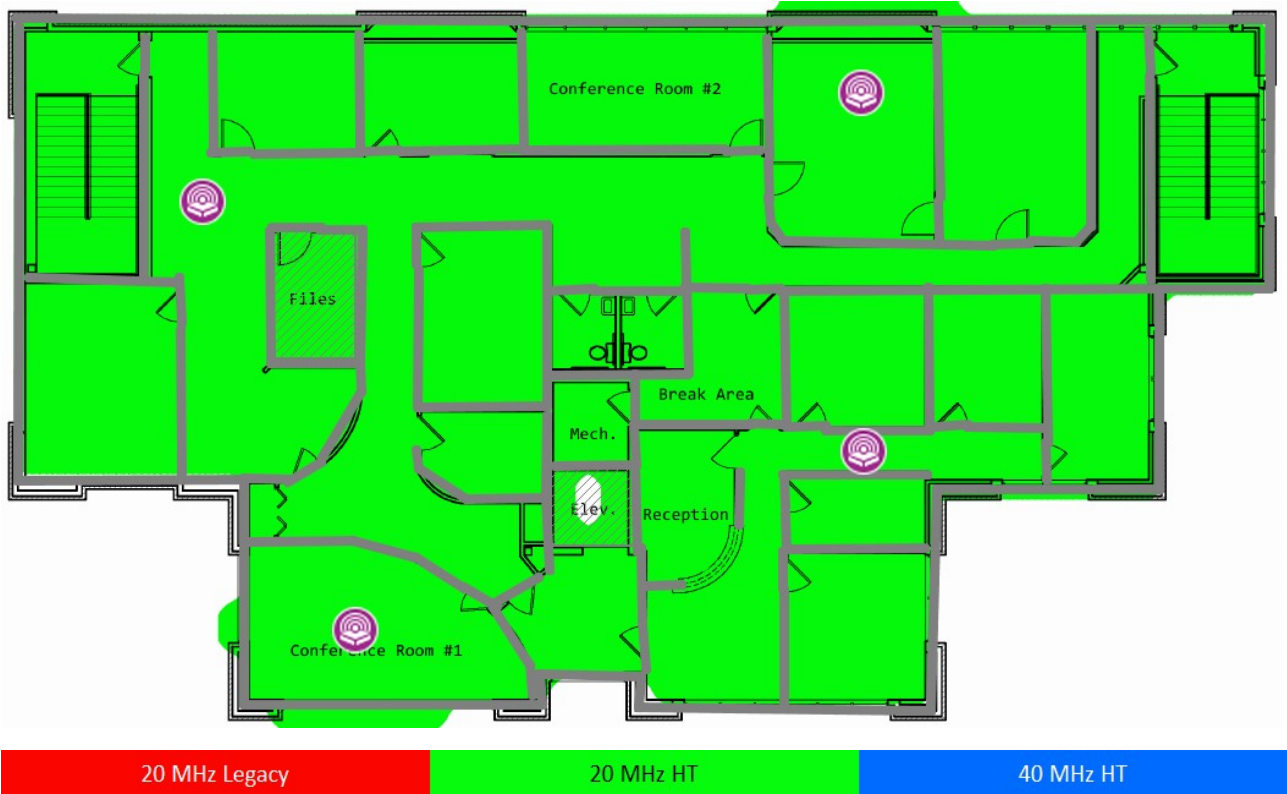 Conference Room #2
Files
Break Area
Mech.
Elev.
Reception
Conference Room #1
20 MHz Legacy
20 MHz HT
40 MHz HT